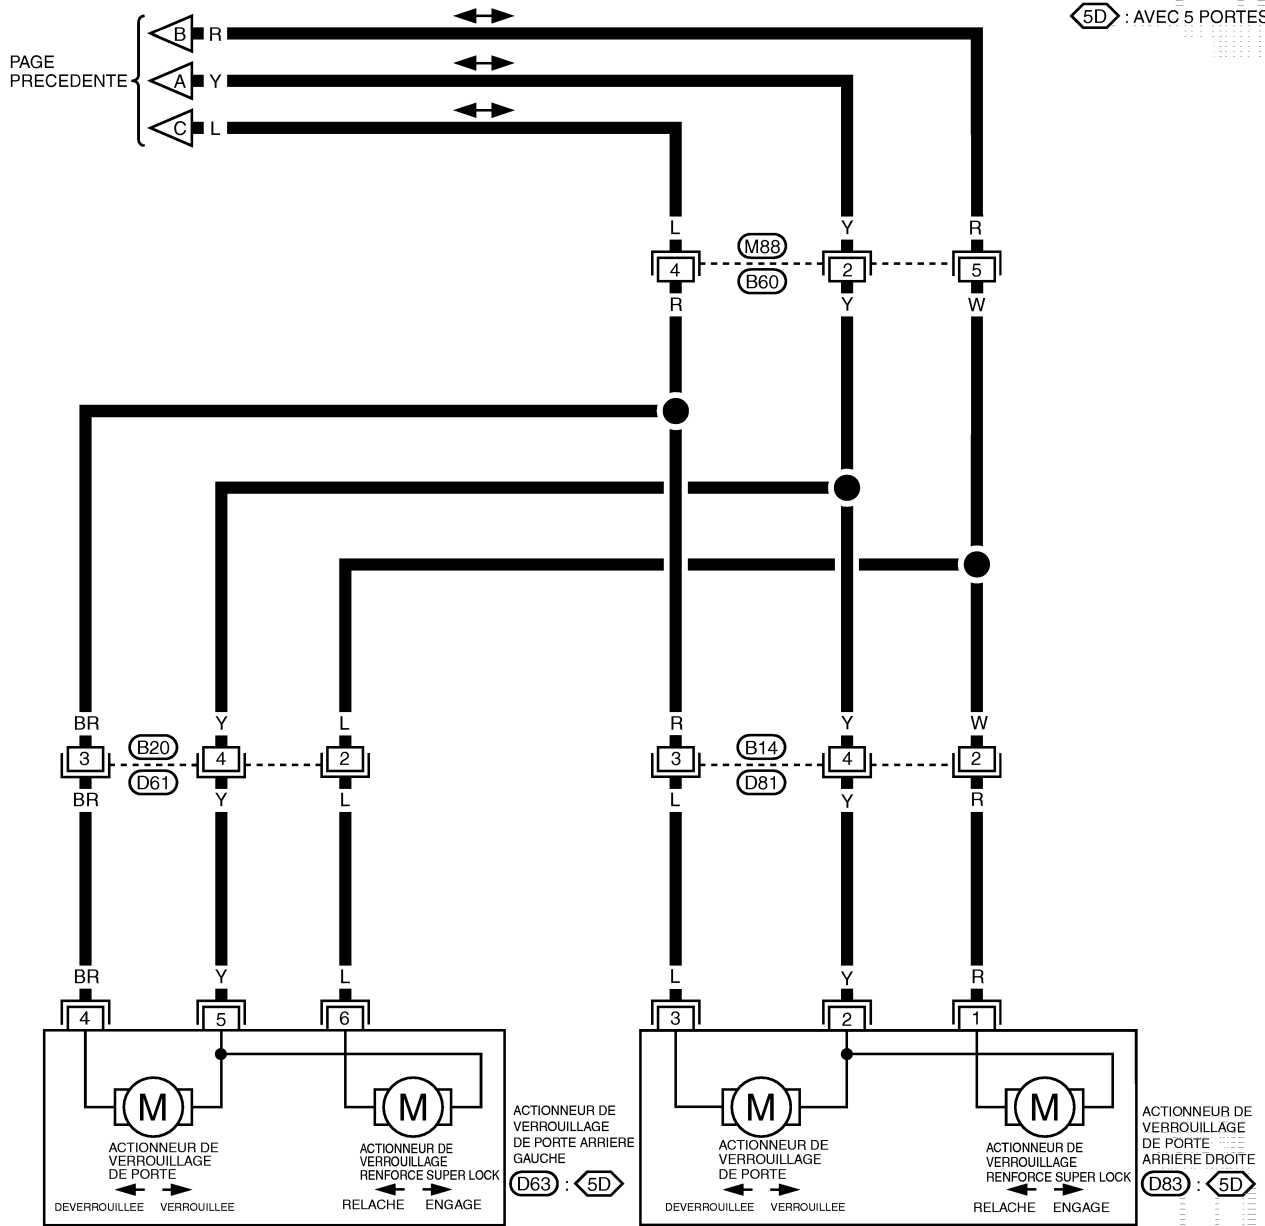 5D : AVEC 5 PORTES
PAGE
PRECEDENTE
B R
A Y
C L
L Y R
M88
4 2 5
B60
R Y W
BR Y L R Y W
B20 B14
3 4 2 3 4 2
D61 D81
BR Y L L Y R
BR Y L L Y R
4 5 6 3 2 1
M M M M
ACTIONNEUR DE
VERROUILLAGE
DE PORTE
DEVERROUILLEE VERROUILLEE
ACTIONNEUR DE
VERROUILLAGE
RENFORCE SUPER LOCK
RELACHE ENGAGE
ACTIONNEUR DE
VERROUILLAGE
DE PORTE ARRIERE
GAUCHE
D63 : 5D
ACTIONNEUR DE
VERROUILLAGE
DE PORTE
DEVERROUILLEE VERROUILLEE
ACTIONNEUR DE
VERROUILLAGE
RENFORCE SUPER LOCK
RELACHE ENGAGE
ACTIONNEUR DE
VERROUILLAGE
DE PORTE
ARRIERE DROITE
D83 : 5D